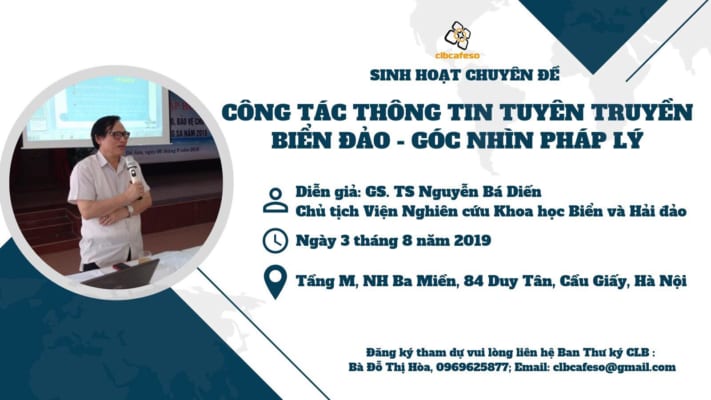 clbcafeso
SINH HOẠT CHUYÊN ĐỀ
CÔNG TÁC THÔNG TIN TUYÊN TRUYỀN
BIỂN ĐẢO - GÓC NHÌN PHÁP LÝ
Diễn giả: GS. TS Nguyễn Bá Diến
Chủ tịch Viện Nghiên cứu Khoa học Biển và Hải đảo
Ngày 3 tháng 8 năm 2019
Tầng M, NH Ba Miền, 84 Duy Tân, Cầu Giấy, Hà Nội
Đăng ký tham dự vui lòng liên hệ Ban Thư ký CLB :
Bà Đỗ Thị Hòa, 0969625877; Email: clbcafeso@gmail.com